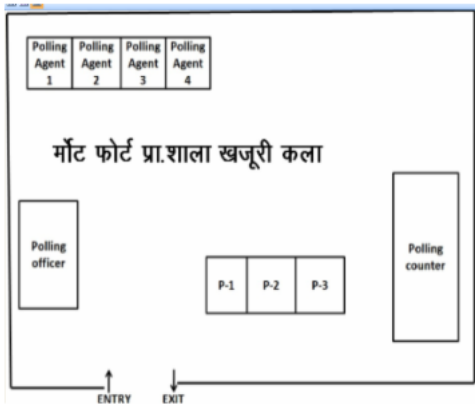 Polling Agent 1
Polling Agent 2
Polling Agent 3
Polling Agent 4
र्मोट फोर्ट प्रा.शाला खजूरी कला
Polling officer
P-1
P-2
P-3
Polling counter
ENTRY
EXIT